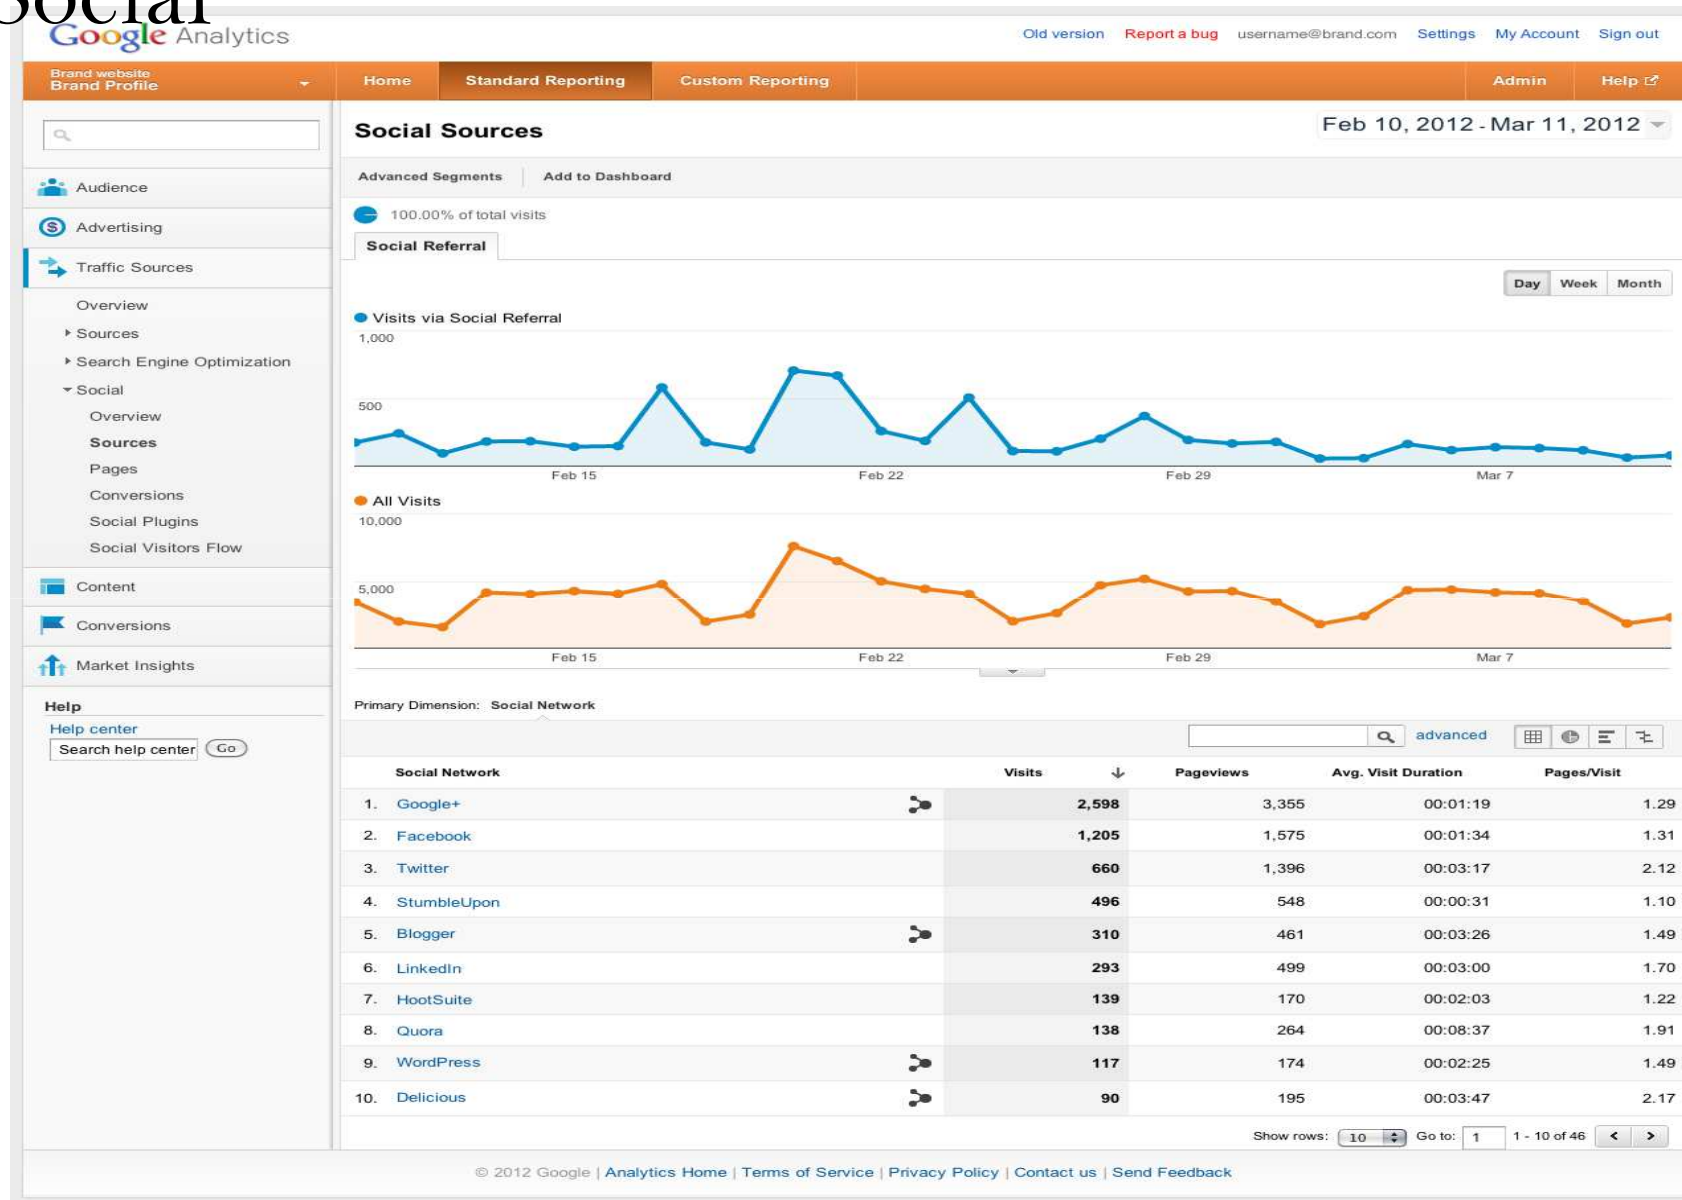 Social
Google Analytics
Old version Report a bug username@brand.com Settings My Account Sign out
Brand website
Brand Profile
Home Standard Reporting Custom Reporting Admin Help
Social Sources
Feb 10, 2012 - Mar 11, 2012
Advanced Segments Add to Dashboard
100.00% of total visits
Social Referral
Day Week Month
Visits via Social Referral
1,000
500
Feb 15 Feb 22 Feb 29 Mar 7
All Visits
10,000
5,000
Feb 15 Feb 22 Feb 29 Mar 7
Audience
Advertising
Traffic Sources
Overview
Sources
Search Engine Optimization
Social
Overview
Sources
Pages
Conversions
Social Plugins
Social Visitors Flow
Content
Conversions
Market Insights
Help
Help center
Search help center Go
Primary Dimension: Social Network
advanced
Social Network Visits Pageviews Avg. Visit Duration Pages/Visit
1. Google+ 2,598 3,355 00:01:19 1.29
2. Facebook 1,205 1,575 00:01:34 1.31
3. Twitter 660 1,396 00:03:17 2.12
4. StumbleUpon 496 548 00:00:31 1.10
5. Blogger 310 461 00:03:26 1.49
6. LinkedIn 293 499 00:03:00 1.70
7. HootSuite 139 170 00:02:03 1.22
8. Quora 138 264 00:08:37 1.91
9. WordPress 117 174 00:02:25 1.49
10. Delicious 90 195 00:03:47 2.17
Show rows: 10 Go to: 1 1 - 10 of 46
© 2012 Google | Analytics Home | Terms of Service | Privacy Policy | Contact us | Send Feedback